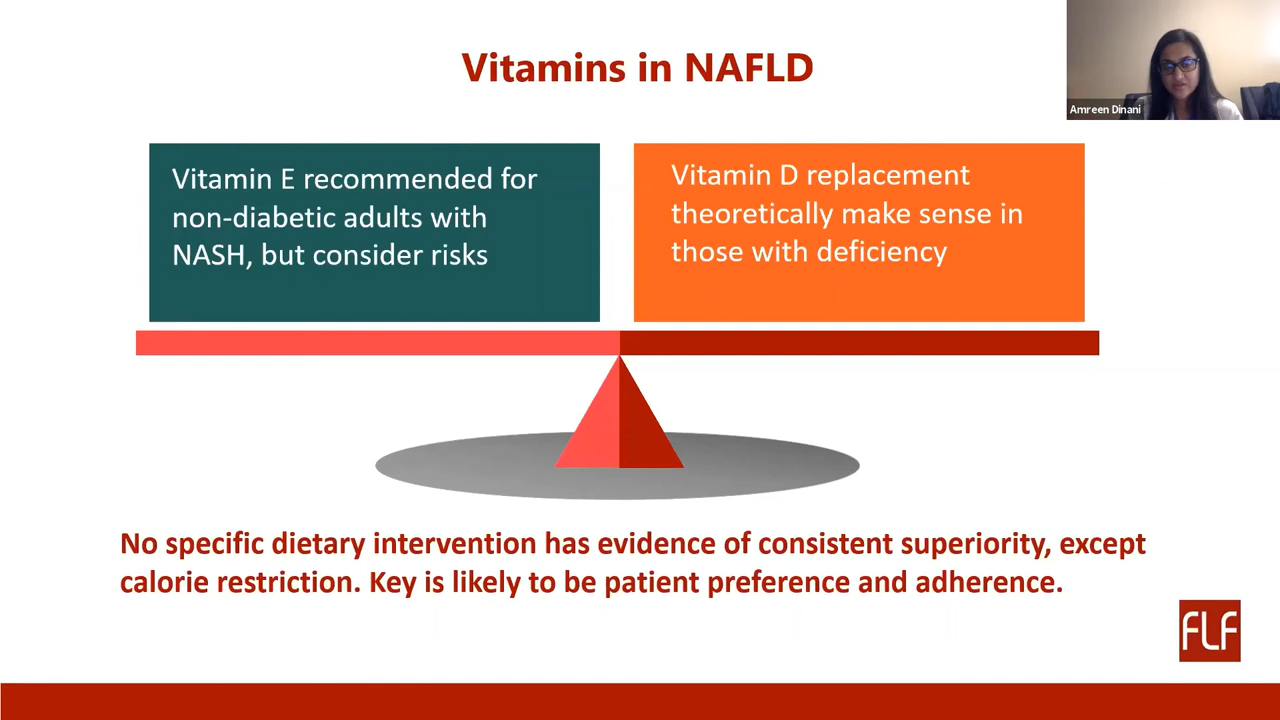 Vitamins in NAFLD
Amreen Dinani
Vitamin E recommended for
non-diabetic adults with
NASH, but consider risks
Vitamin D replacement
theoretically make sense in
those with deficiency
No specific dietary intervention has evidence of consistent superiority, except
calorie restriction. Key is likely to be patient preference and adherence.
FLF